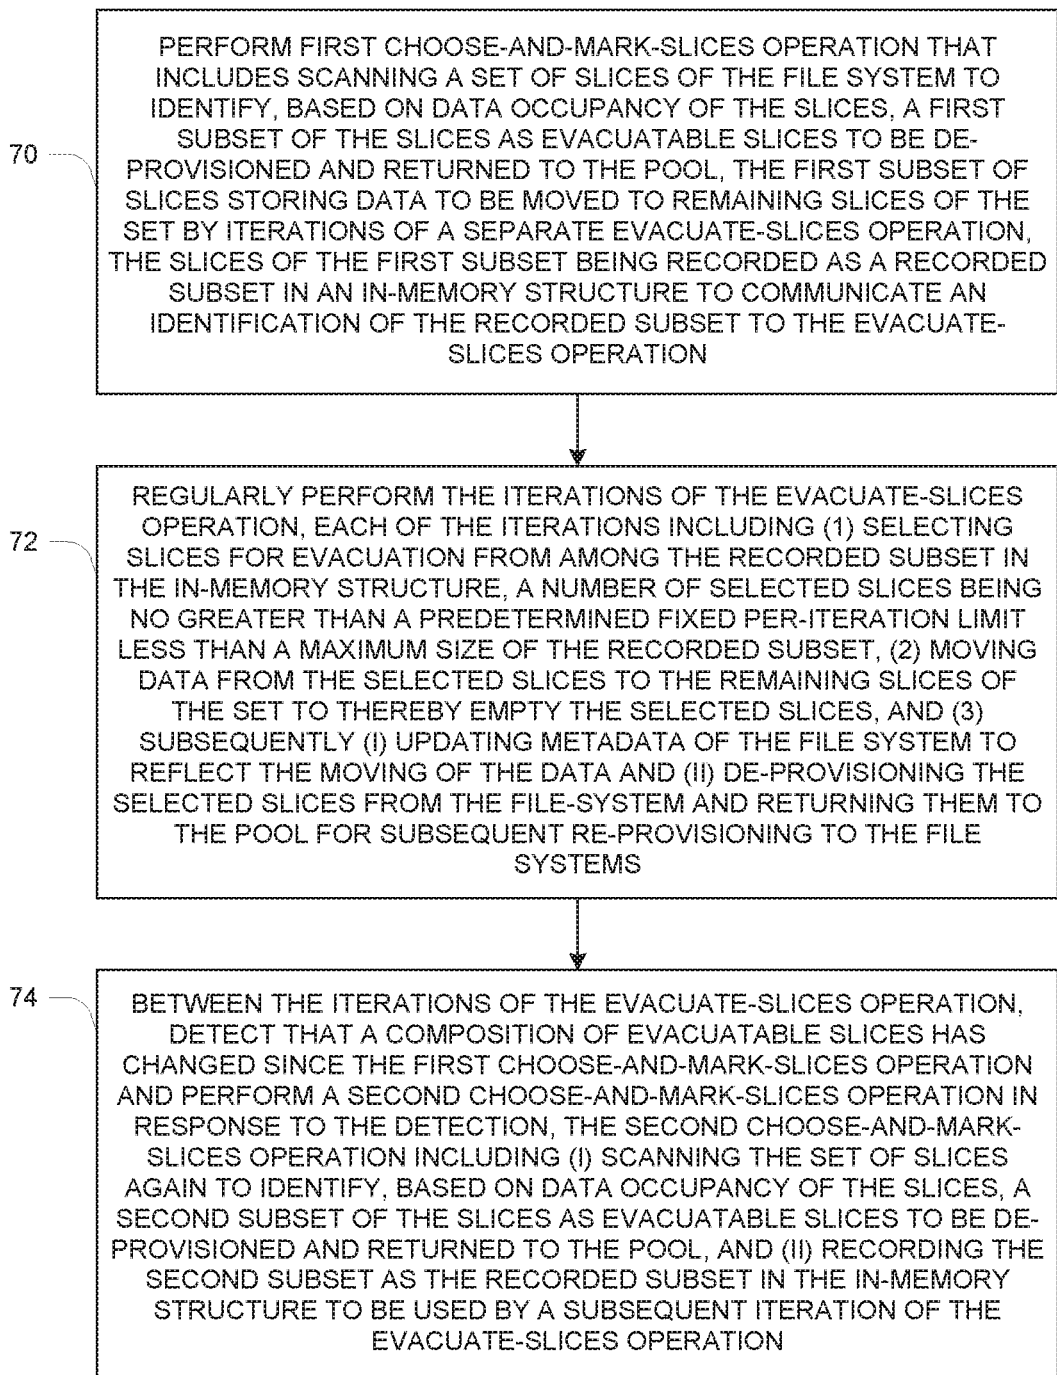 70
PERFORM FIRST CHOOSE-AND-MARK-SLICES OPERATION THAT
INCLUDES SCANNING A SET OF SLICES OF THE FILE SYSTEM TO
IDENTIFY, BASED ON DATA OCCUPANCY OF THE SLICES, A FIRST
SUBSET OF THE SLICES AS EVACUATABLE SLICES TO BE DE-
PROVISIONED AND RETURNED TO THE POOL, THE FIRST SUBSET OF
SLICES STORING DATA TO BE MOVED TO REMAINING SLICES OF THE
SET BY ITERATIONS OF A SEPARATE EVACUATE-SLICES OPERATION,
THE SLICES OF THE FIRST SUBSET BEING RECORDED AS A RECORDED
SUBSET IN AN IN-MEMORY STRUCTURE TO COMMUNICATE AN
IDENTIFICATION OF THE RECORDED SUBSET TO THE EVACUATE-
SLICES OPERATION
72
REGULARLY PERFORM THE ITERATIONS OF THE EVACUATE-SLICES
OPERATION, EACH OF THE ITERATIONS INCLUDING (1) SELECTING
SLICES FOR EVACUATION FROM AMONG THE RECORDED SUBSET IN
THE IN-MEMORY STRUCTURE, A NUMBER OF SELECTED SLICES BEING
NO GREATER THAN A PREDETERMINED FIXED PER-ITERATION LIMIT
LESS THAN A MAXIMUM SIZE OF THE RECORDED SUBSET, (2) MOVING
DATA FROM THE SELECTED SLICES TO THE REMAINING SLICES OF
THE SET TO THEREBY EMPTY THE SELECTED SLICES, AND (3)
SUBSEQUENTLY (I) UPDATING METADATA OF THE FILE SYSTEM TO
REFLECT THE MOVING OF THE DATA AND (II) DE-PROVISIONING THE
SELECTED SLICES FROM THE FILE-SYSTEM AND RETURNING THEM TO
THE POOL FOR SUBSEQUENT RE-PROVISIONING TO THE FILE
SYSTEMS
74
BETWEEN THE ITERATIONS OF THE EVACUATE-SLICES OPERATION,
DETECT THAT A COMPOSITION OF EVACUATABLE SLICES HAS
CHANGED SINCE THE FIRST CHOOSE-AND-MARK-SLICES OPERATION
AND PERFORM A SECOND CHOOSE-AND-MARK-SLICES OPERATION IN
RESPONSE TO THE DETECTION, THE SECOND CHOOSE-AND-MARK-
SLICES OPERATION INCLUDING (I) SCANNING THE SET OF SLICES
AGAIN TO IDENTIFY, BASED ON DATA OCCUPANCY OF THE SLICES, A
SECOND SUBSET OF THE SLICES AS EVACUATABLE SLICES TO BE DE-
PROVISIONED AND RETURNED TO THE POOL, AND (II) RECORDING THE
SECOND SUBSET AS THE RECORDED SUBSET IN THE IN-MEMORY
STRUCTURE TO BE USED BY A SUBSEQUENT ITERATION OF THE
EVACUATE-SLICES OPERATION